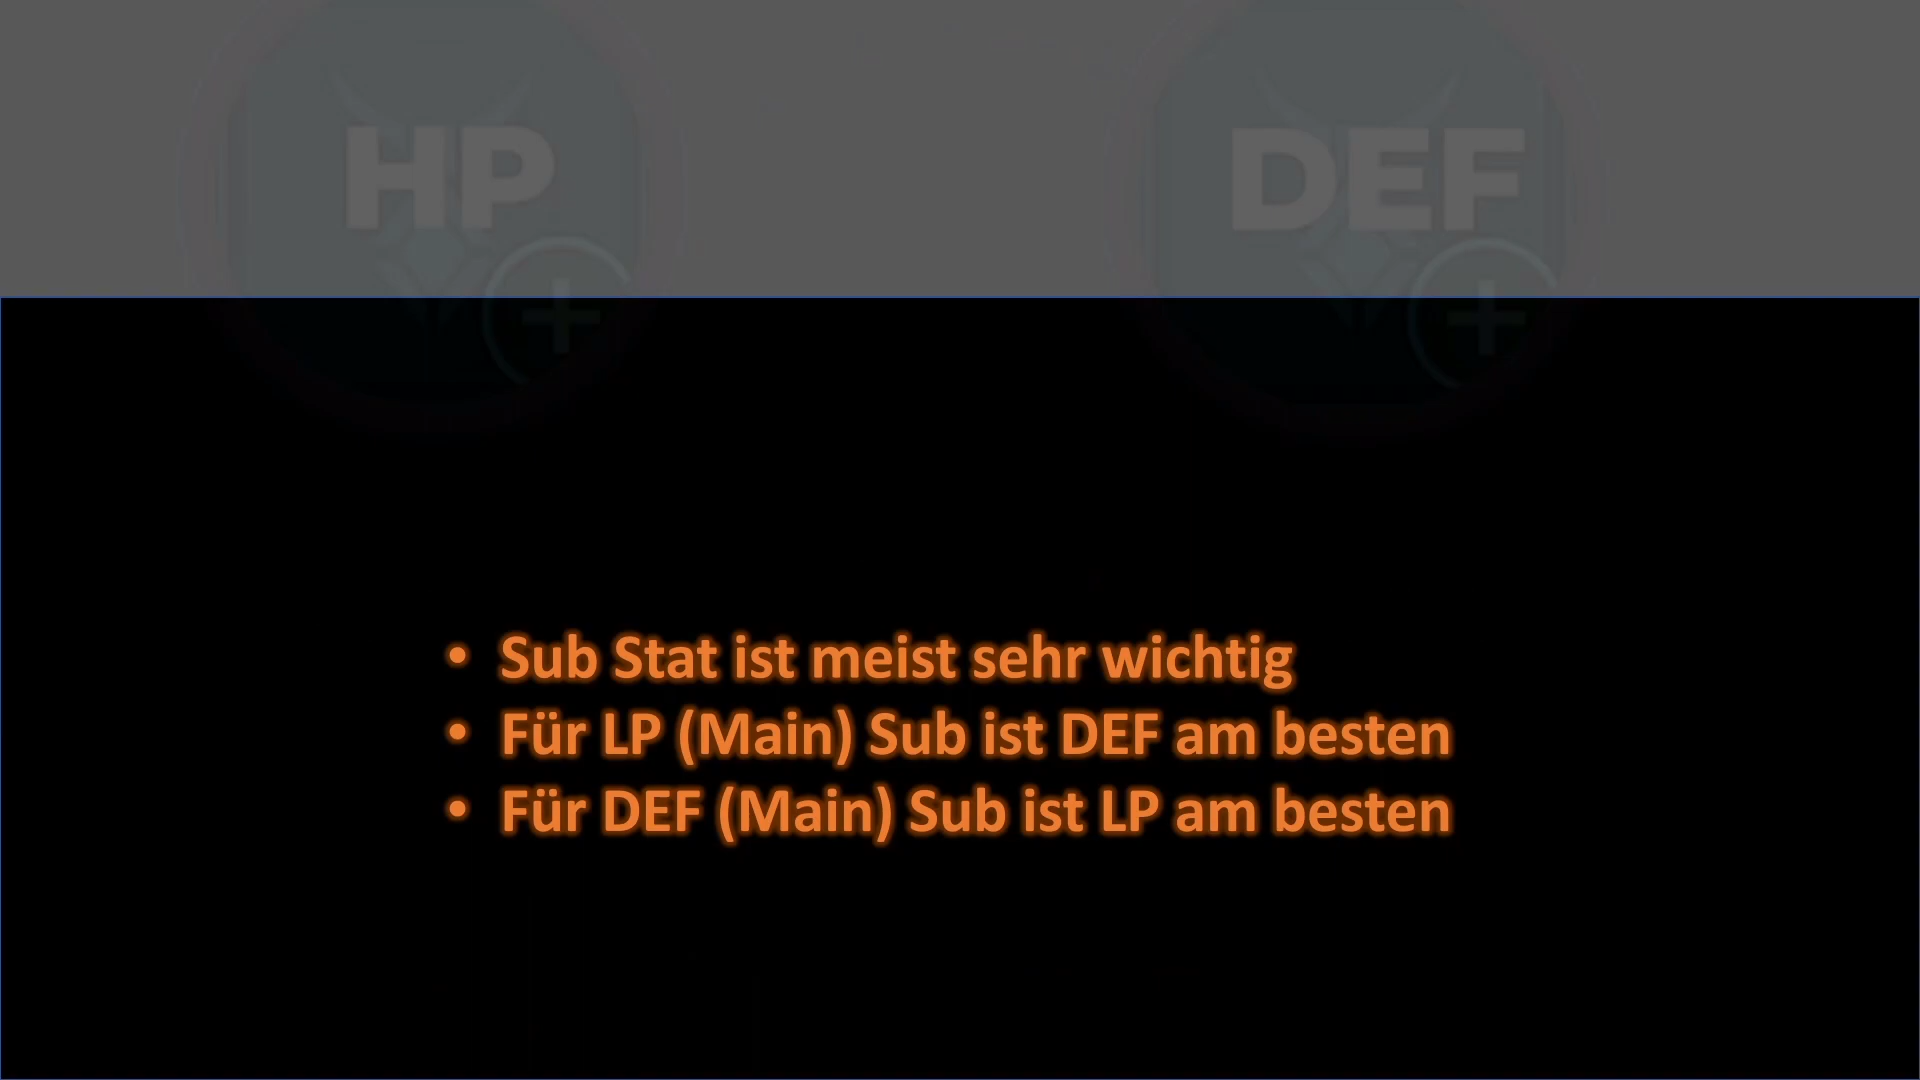 HP
DEF
• Sub Stat ist meist sehr wichtig
• Für LP (Main) Sub ist DEF am besten
• Für DEF (Main) Sub ist LP am besten